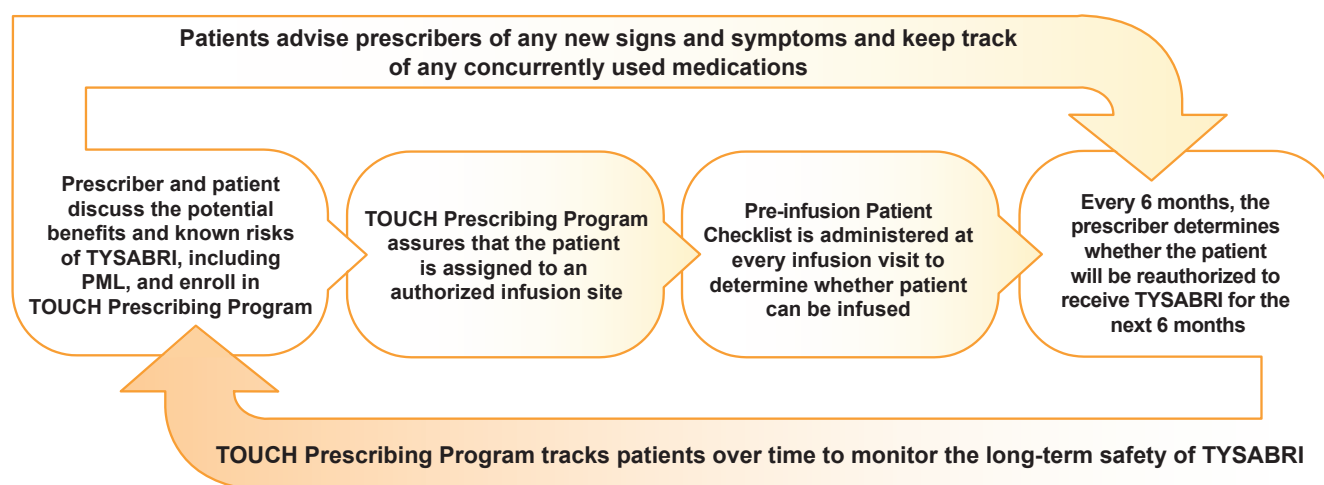 Patients advise prescribers of any new signs and symptoms and keep track
of any concurrently used medications
Prescriber and patient
discuss the potential
benefits and known risks
of TYSABRI, including
PML, and enroll in
TOUCH Prescribing Program
TOUCH Prescribing Program
assures that the patient
is assigned to an
authorized infusion site
Pre-infusion Patient
Checklist is administered at
every infusion visit to
determine whether patient
can be infused
Every 6 months, the
prescriber determines
whether the patient
will be reauthorized to
receive TYSABRI for the
next 6 months
TOUCH Prescribing Program tracks patients over time to monitor the long-term safety of TYSABRI